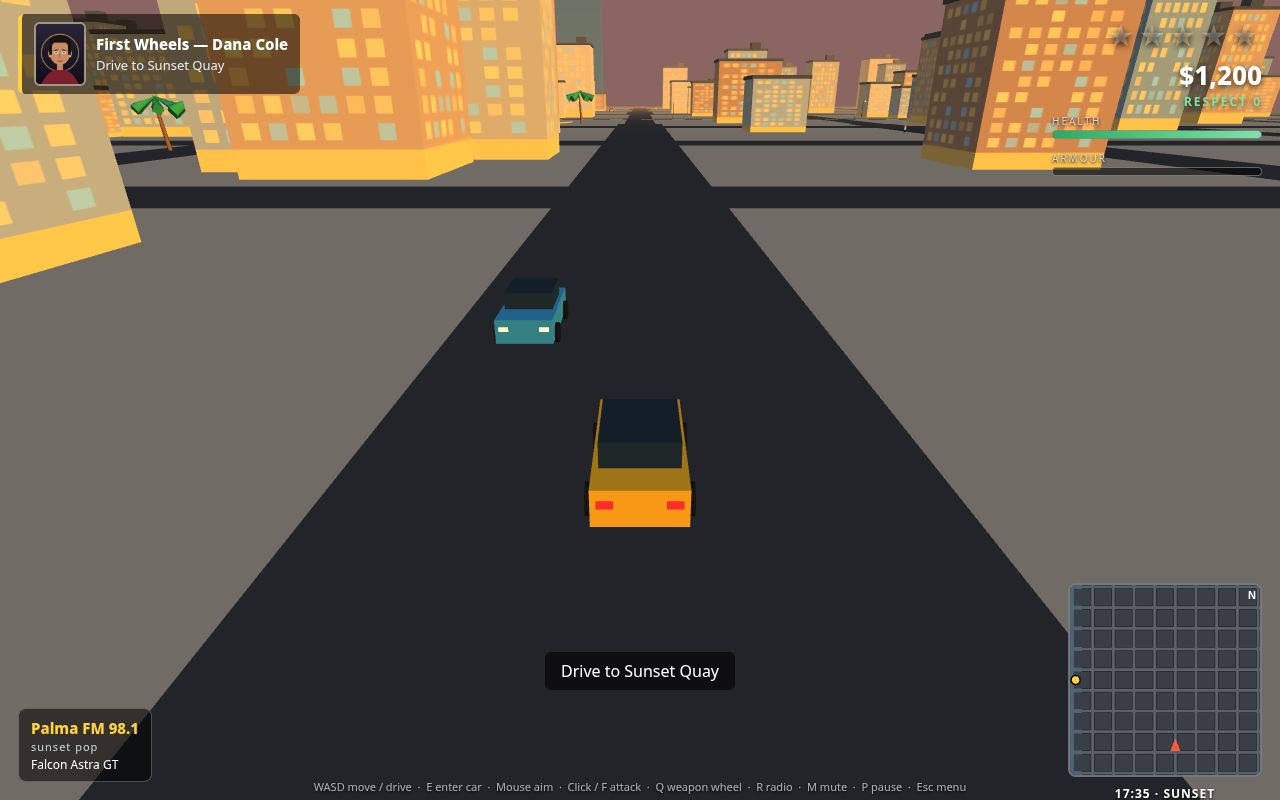 First Wheels — Dana Cole
Drive to Sunset Quay
$1,200
RESPECT 0
HEALTH
ARMOUR
N
Drive to Sunset Quay
Palma FM 98.1
sunset pop
Falcon Astra GT
WASD move / drive · E enter car · Mouse aim · Click / F attack · Q weapon wheel · R radio · M mute · P pause · Esc menu
17:35 · SUNSET